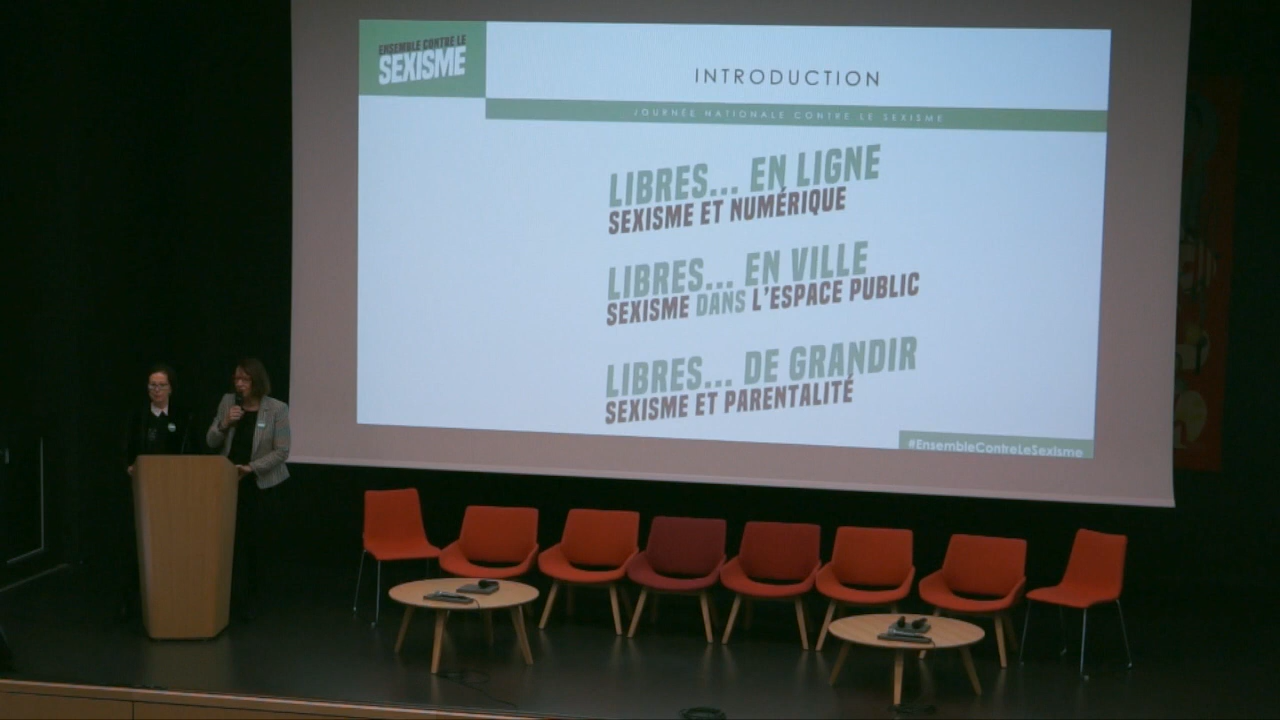 ENSEMBLE CONTRE LE
SEXISME
INTRODUCTION
JOURNÉE NATIONALE CONTRE LE SEXISME
LIBRES... EN LIGNE
SEXISME ET NUMÉRIQUE
LIBRES... EN VILLE
SEXISME DANS L'ESPACE PUBLIC
LIBRES... DE GRANDIR
SEXISME ET PARENTALITÉ
#EnsembleContreLeSexisme